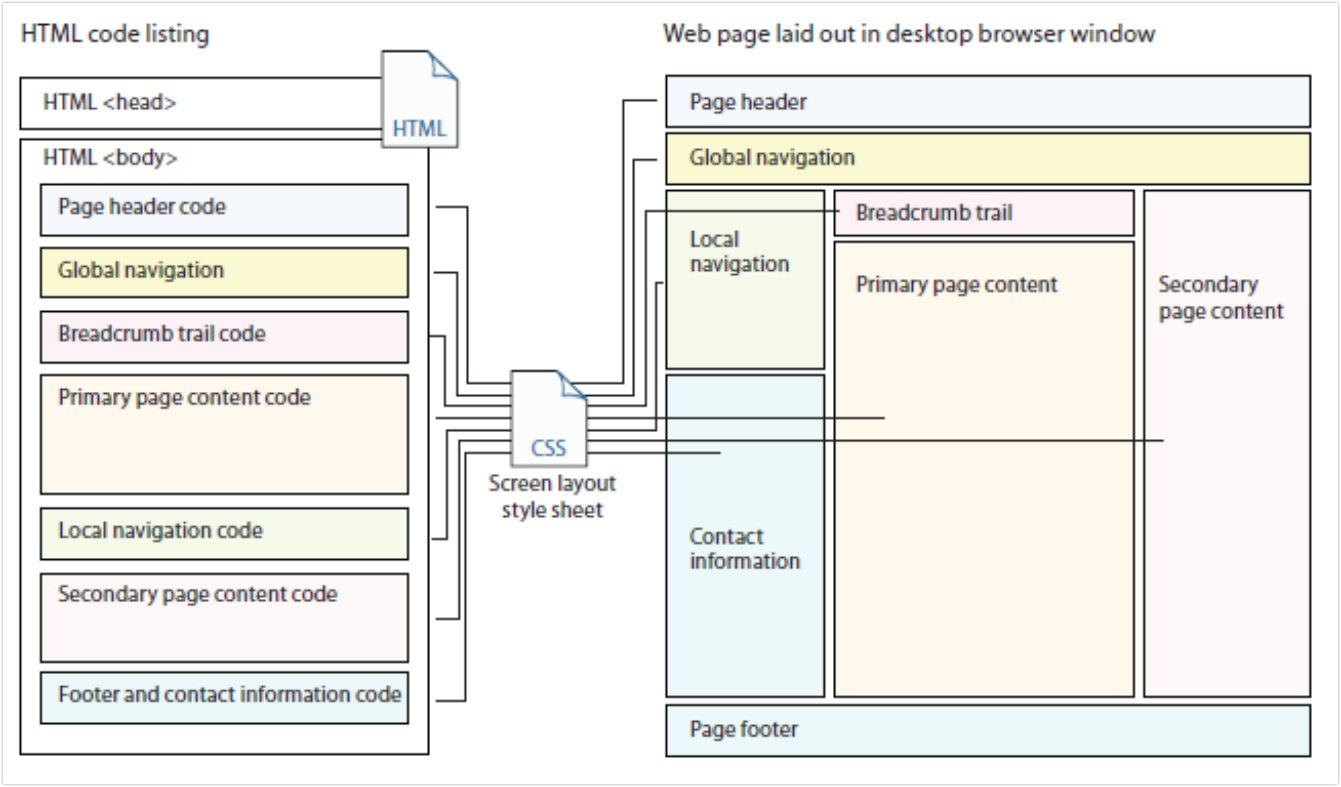 HTML code listing
HTML
HTML <head>
HTML <body>
Page header code
Global navigation
Breadcrumb trail code
Primary page content code
Local navigation code
Secondary page content code
Footer and contact information code
CSS
Screen layout
style sheet
Web page laid out in desktop browser window
Page header
Global navigation
Local
navigation
Breadcrumb trail
Primary page content
Secondary
page content
Contact
information
Page footer